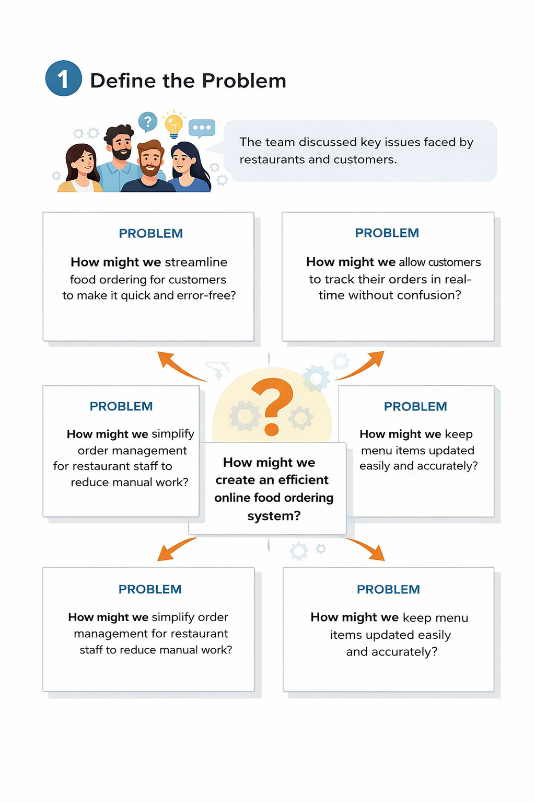 1 Define the Problem
?
The team discussed key issues faced by
restaurants and customers.
PROBLEM
How might we streamline
food ordering for customers
to make it quick and error-free?
PROBLEM
How might we allow customers
to track their orders in real-
time without confusion?
PROBLEM
How might we simplify
order management
for restaurant staff to
reduce manual work?
?
How might we
create an efficient
online food ordering
system?
PROBLEM
How might we keep
menu items updated
easily and accurately?
PROBLEM
How might we simplify order
management for restaurant
staff to reduce manual work?
PROBLEM
How might we keep menu
items updated easily
and accurately?